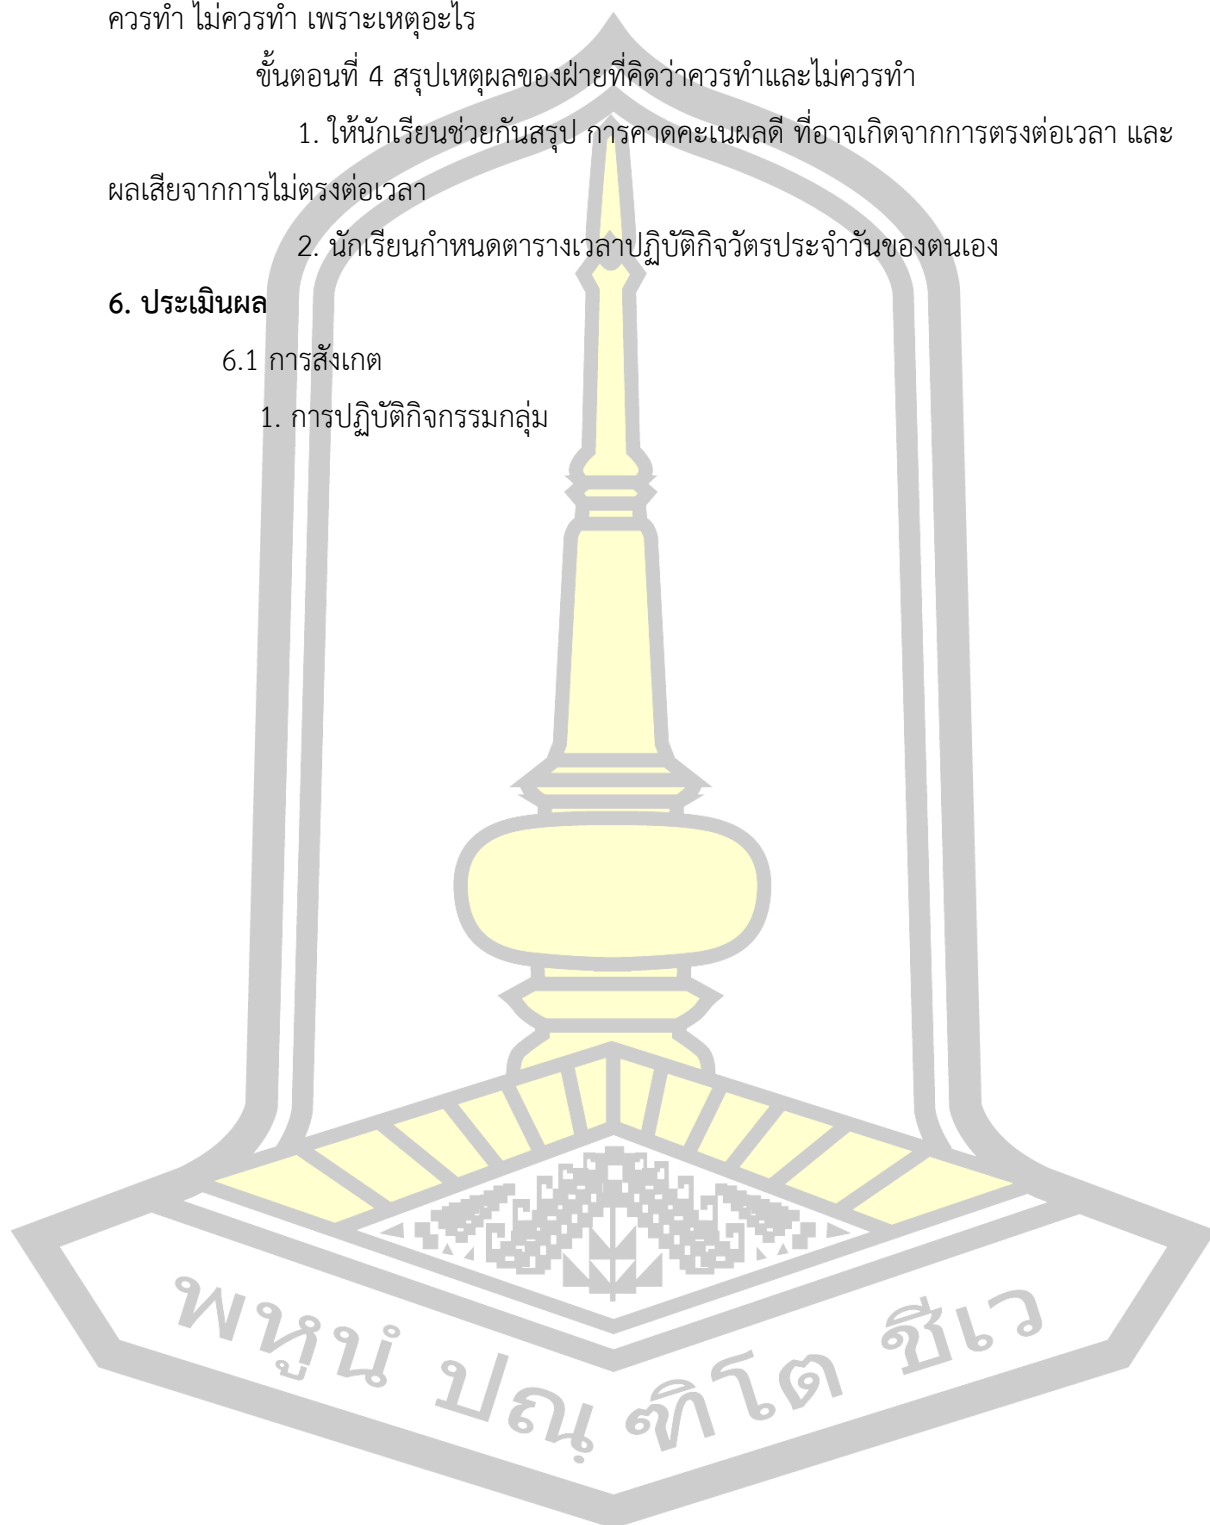 ควรทำ ไม่ควรทำ เพราะเหตุอะไร
ขั้นตอนที่ 4 สรุปเหตุผลของฝ่ายที่คิดว่าควรทำและไม่ควรทำ
1. ให้นักเรียนช่วยกันสรุป การคาดคะเนผลดี ที่อาจเกิดจากการตรงต่อเวลา และ
ผลเสียจากการไม่ตรงต่อเวลา
2. นักเรียนกำหนดตารางเวลาปฏิบัติกิจวัตรประจำวันของตนเอง
6. ประเมินผล
6.1 การสังเกต
1. การปฏิบัติกิจกรรมกลุ่ม
พหูนํ ปณฺฑิโต ชีเว